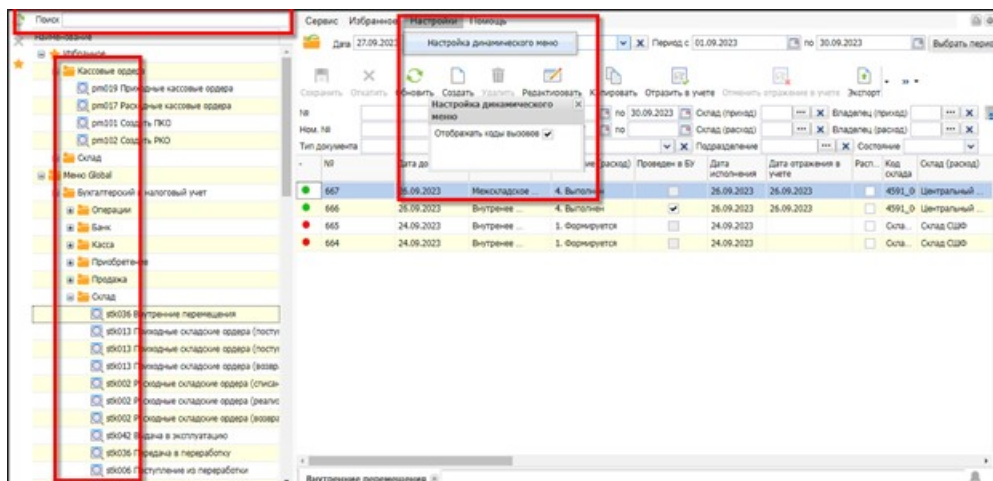 Поиск
Наименование
Избранное
Кассовые ордера
pm019 Приходные кассовые ордера
pm017 Расходные кассовые ордера
pm101 Создать ПКО
pm102 Создать РКО
Склад
Меню Global
Бухгалтерский и налоговый учет
Операции
Банк
Касса
Приобретение
Продажа
Склад
stk036 Внутренние перемещения
stk013 Приходные складские ордера (посту
stk013 Приходные складские ордера (посту
stk013 Приходные складские ордера (возвр
stk002 Расходные складские ордера (списан
stk002 Расходные складские ордера (реализ
stk002 Расходные складские ордера (возвра
stk042 Выдача в эксплуатацию
stk036 Передача в переработку
stk006 Поступление из переработки
Сервис Избранное Настройки Помощь
Настройка динамического меню
Дата 27.09.202 Период с 01.09.2023 по 30.09.2023 Выбрать перио
Сохранить Откатить Обновить Создать Удалить Редактировать Копировать Отразить в учете Отменить отражение в учете Экспорт
Настройка динамического меню
Отображать коды вызовов
№ по 30.09.2023 Склад (приход) Владелец (приход)
Ном. № по Склад (расход) Владелец (расход)
Тип документа Подразделение Состояние
№ Дата до (расход) Проведен в БУ Дата исполнения Дата отражения в учете Расп... Код склада Склад (расход)
667 26.09.2023 Межскладское ... 4. Выполнен 26.09.2023 26.09.2023 4591_0 Центральный ...
666 26.09.2023 Внутренее ... 4. Выполнен 26.09.2023 26.09.2023 4591_0 Центральный ...
665 24.09.2023 Внутренее ... 1. Формируется 24.09.2023 Скла... Склад СШФ
664 24.09.2023 Внутренее ... 1. Формируется 24.09.2023 Скла... Склад СШФ
Внутренние перемещения